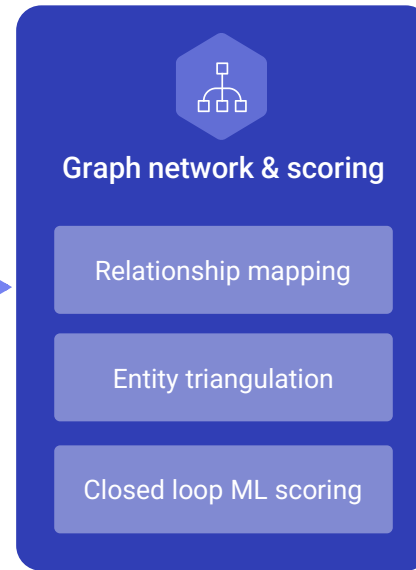 Graph network & scoring
Relationship mapping
Entity triangulation
Closed loop ML scoring